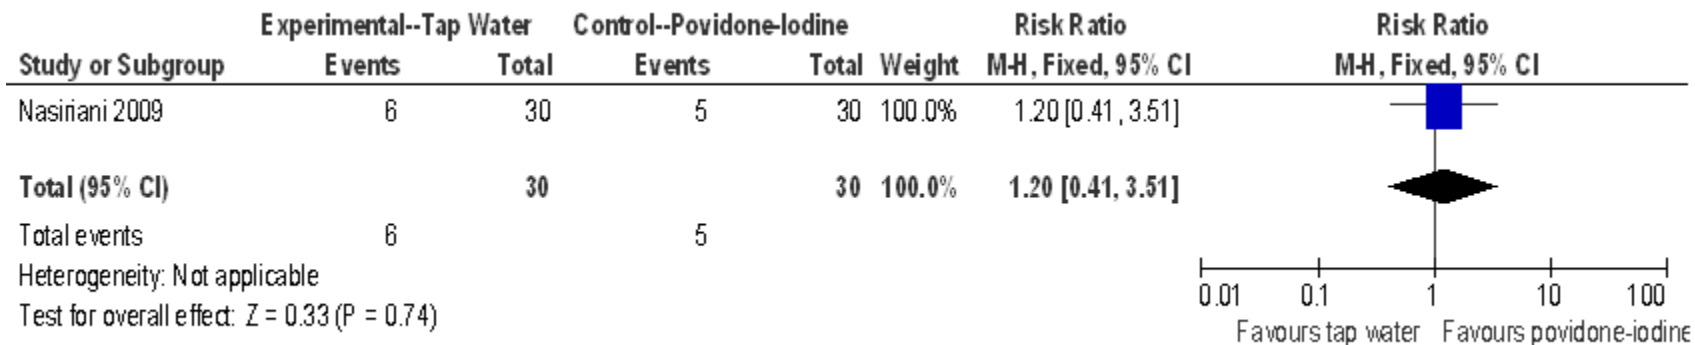 Experimental--Tap Water Control--Povidone-Iodine Risk Ratio Risk Ratio
Study or Subgroup Events Total Events Total Weight M-H, Fixed, 95% CI M-H, Fixed, 95% CI
Nasiriani 2009 6 30 5 30 100.0% 1.20 [0.41, 3.51]
Total (95% CI) 30 30 100.0% 1.20 [0.41, 3.51]
Total events 6 5
Heterogeneity: Not applicable
Test for overall effect: Z = 0.33 (P = 0.74)
0.01 0.1 1 10 100
Favours tap water Favours povidone-iodine